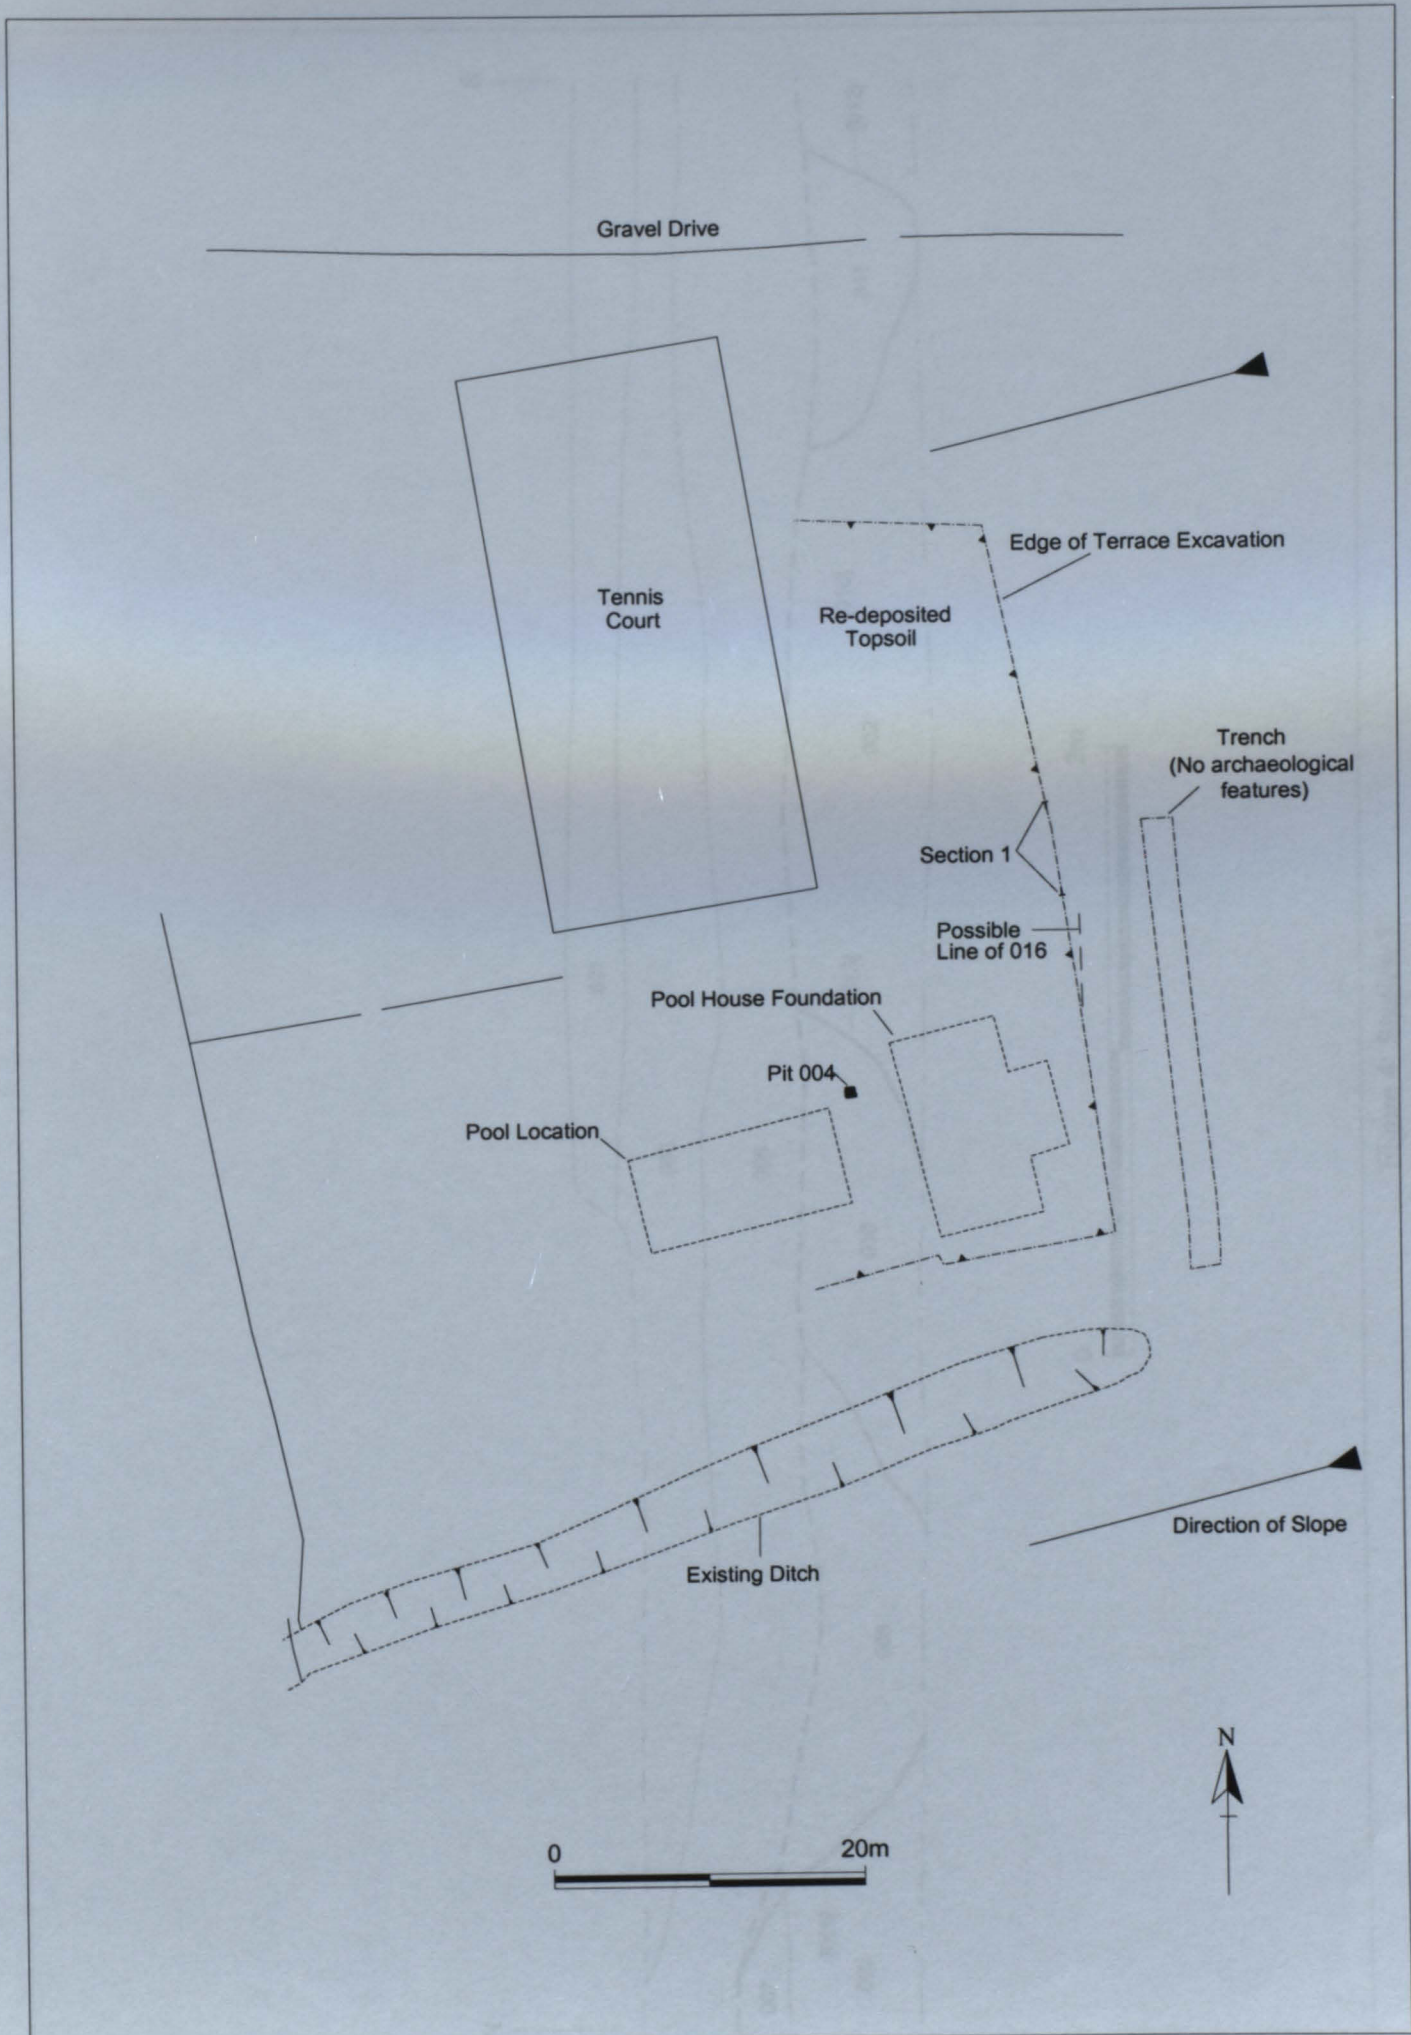 Gravel Drive
Edge of Terrace Excavation
Tennis
Court
Re-deposited
Topsoil
Trench
(No archaeological
features)
Section 1
Possible
Line of 016
Pool House Foundation
Pit 004
Pool Location
Direction of Slope
Existing Ditch
N
0
20m